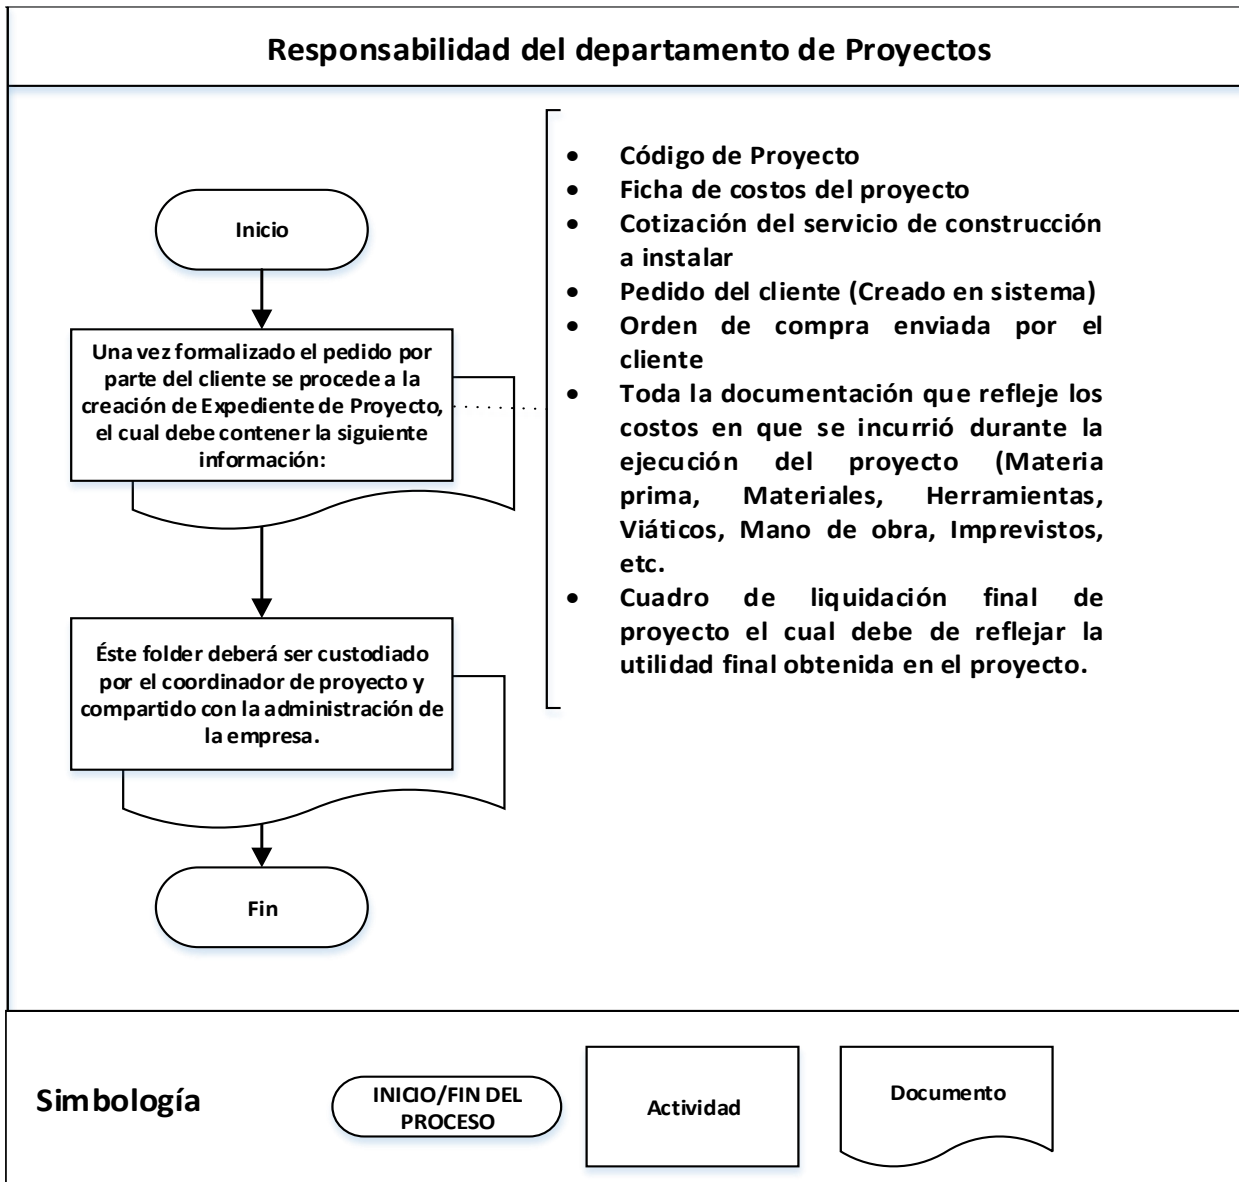 Responsabilidad del departamento de Proyectos
Inicio
Una vez formalizado el pedido por
parte del cliente se procede a la
creación de Expediente de Proyecto,
el cual debe contener la siguiente
información:
• Código de Proyecto
• Ficha de costos del proyecto
• Cotización del servicio de construcción
a instalar
• Pedido del cliente (Creado en sistema)
• Orden de compra enviada por el
cliente
• Toda la documentación que refleje los
costos en que se incurrió durante la
ejecución del proyecto (Materia
prima, Materiales, Herramientas,
Viáticos, Mano de obra, Imprevistos,
etc.
• Cuadro de liquidación final de
proyecto el cual debe de reflejar la
utilidad final obtenida en el proyecto.
Éste folder deberá ser custodiado
por el coordinador de proyecto y
compartido con la administración de
la empresa.
Fin
Simbología
INICIO/FIN DEL
PROCESO
Actividad
Documento